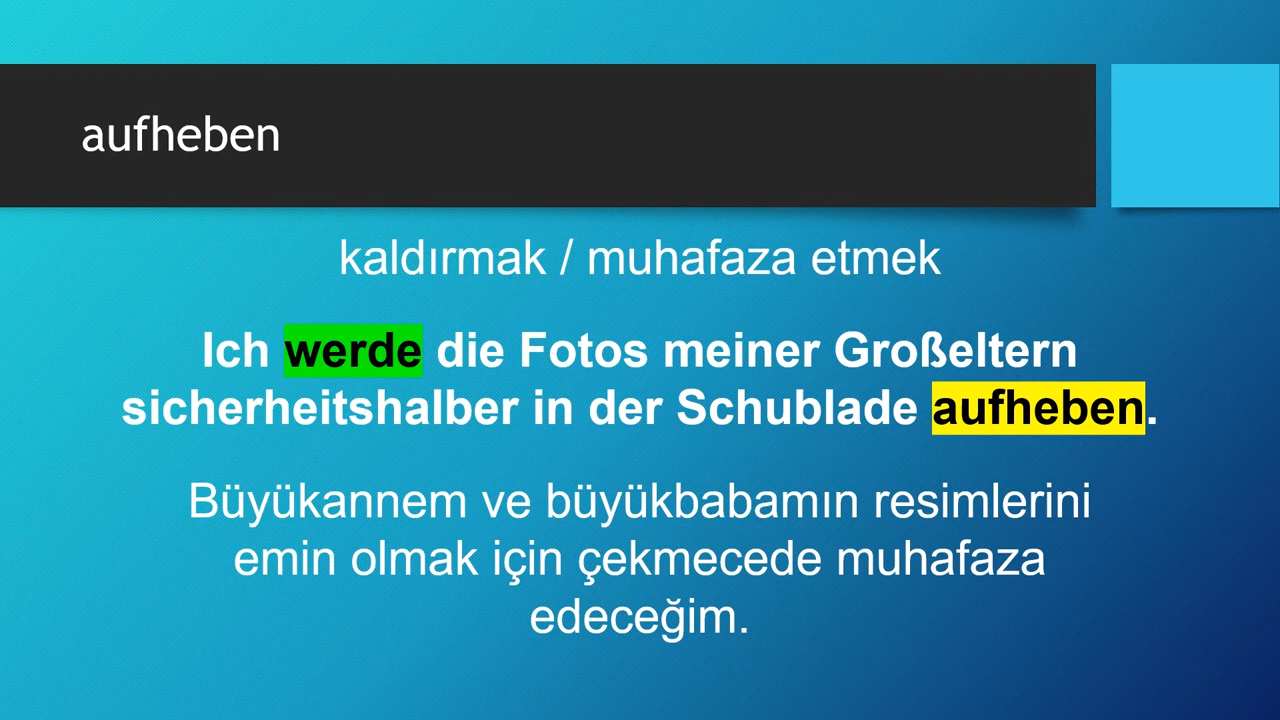 aufheben
kaldırmak / muhafaza etmek
Ich werde die Fotos meiner Großeltern
sicherheitshalber in der Schublade aufheben.
Büyükannem ve büyükbabamın resimlerini
emin olmak için çekmecede muhafaza
edeceğim.